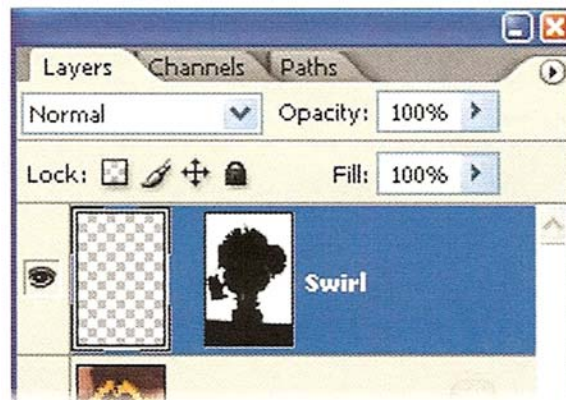 Layers Channels Paths
Normal Opacity: 100%
Lock: Fill: 100%
Swirl